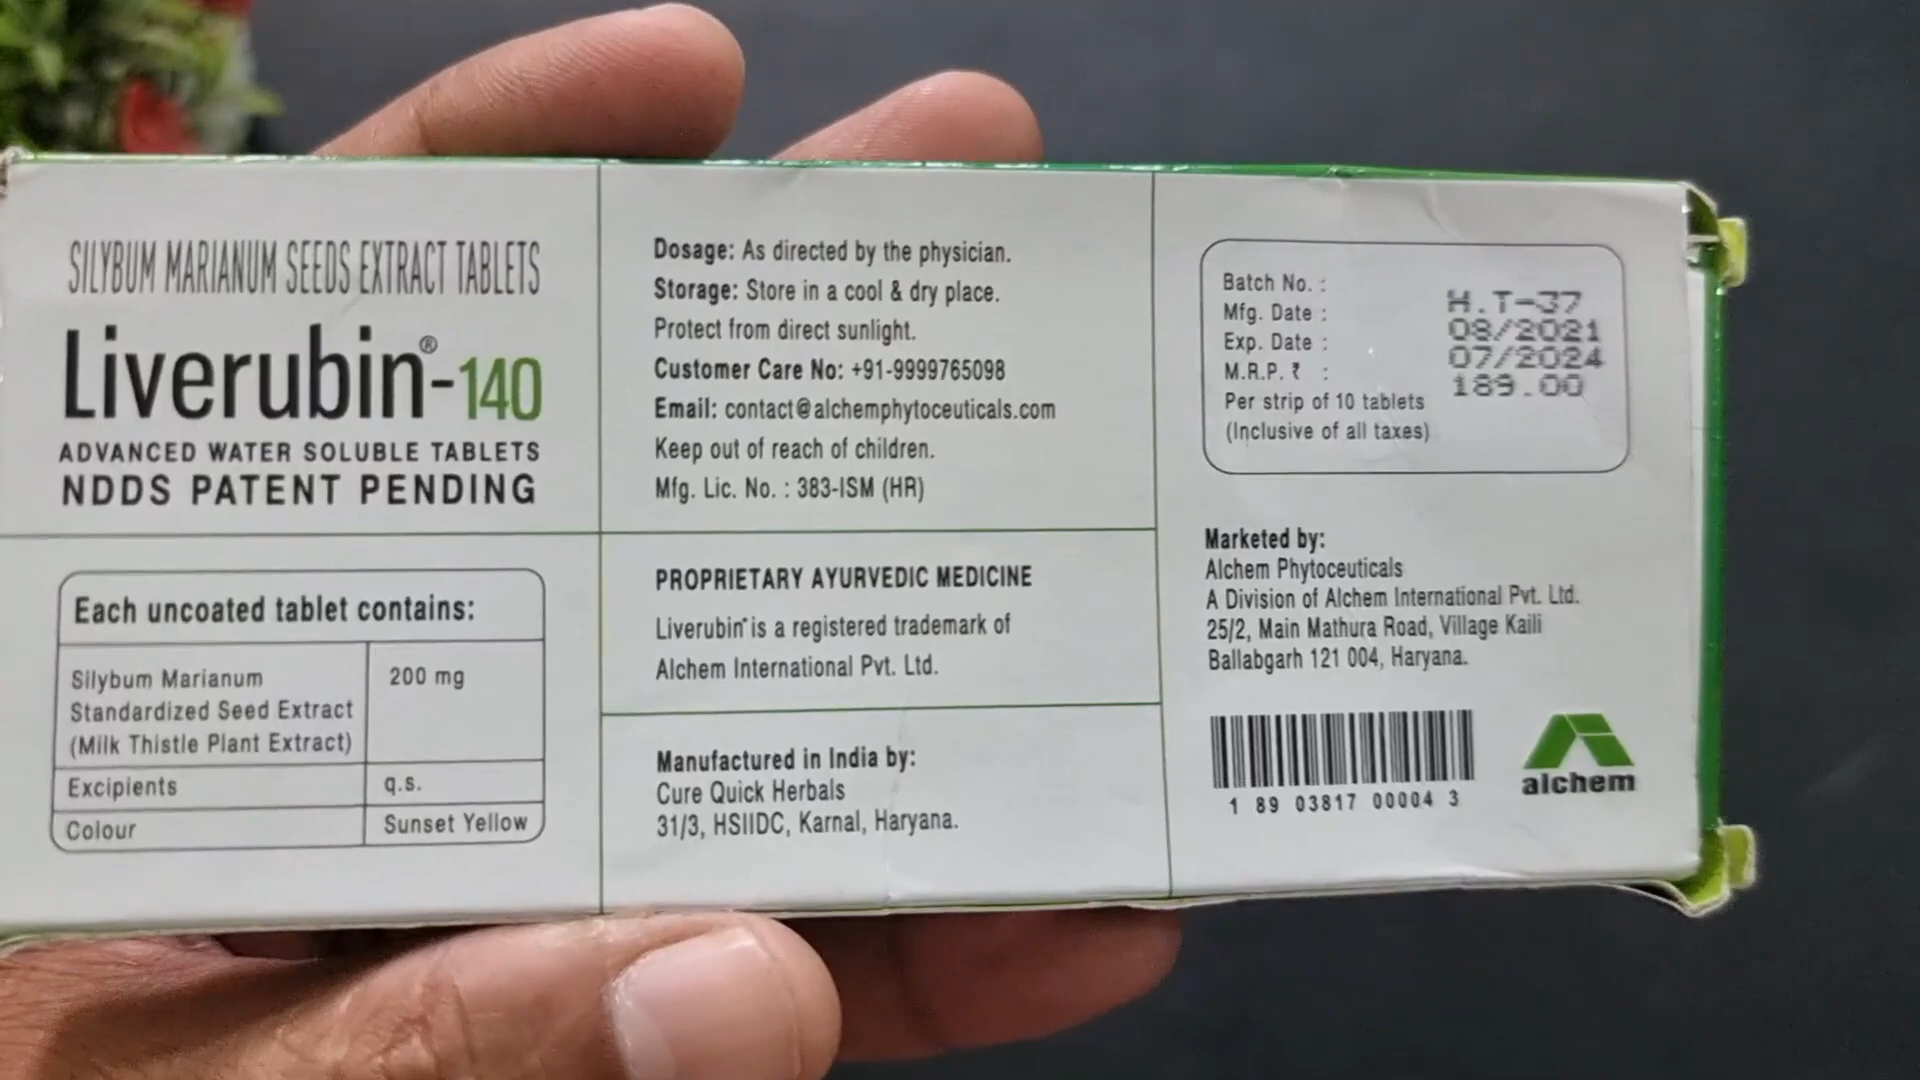 SILYBUM MARIANUM SEEDS EXTRACT TABLETS
Liverubin®-140
ADVANCED WATER SOLUBLE TABLETS
NDDS PATENT PENDING
Each uncoated tablet contains:
Silybum Marianum 200 mg
Standardized Seed Extract
(Milk Thistle Plant Extract)
Excipients q.s.
Colour Sunset Yellow
Dosage: As directed by the physician.
Storage: Store in a cool & dry place.
Protect from direct sunlight.
Customer Care No: +91-9999765098
Email: contact@alchemphytoceuticals.com
Keep out of reach of children.
Mfg. Lic. No. : 383-ISM (HR)
PROPRIETARY AYURVEDIC MEDICINE
Liverubin® is a registered trademark of
Alchem International Pvt. Ltd.
Manufactured in India by:
Cure Quick Herbals
31/3, HSIIDC, Karnal, Haryana.
Batch No. : H.T-37
Mfg. Date : 08/2021
Exp. Date : 07/2024
M.R.P. ₹ : 189.00
Per strip of 10 tablets
(Inclusive of all taxes)
Marketed by:
Alchem Phytoceuticals
A Division of Alchem International Pvt. Ltd.
25/2, Main Mathura Road, Village Kaili
Ballabgarh 121 004, Haryana.
1 89 03817 00004 3
alchem